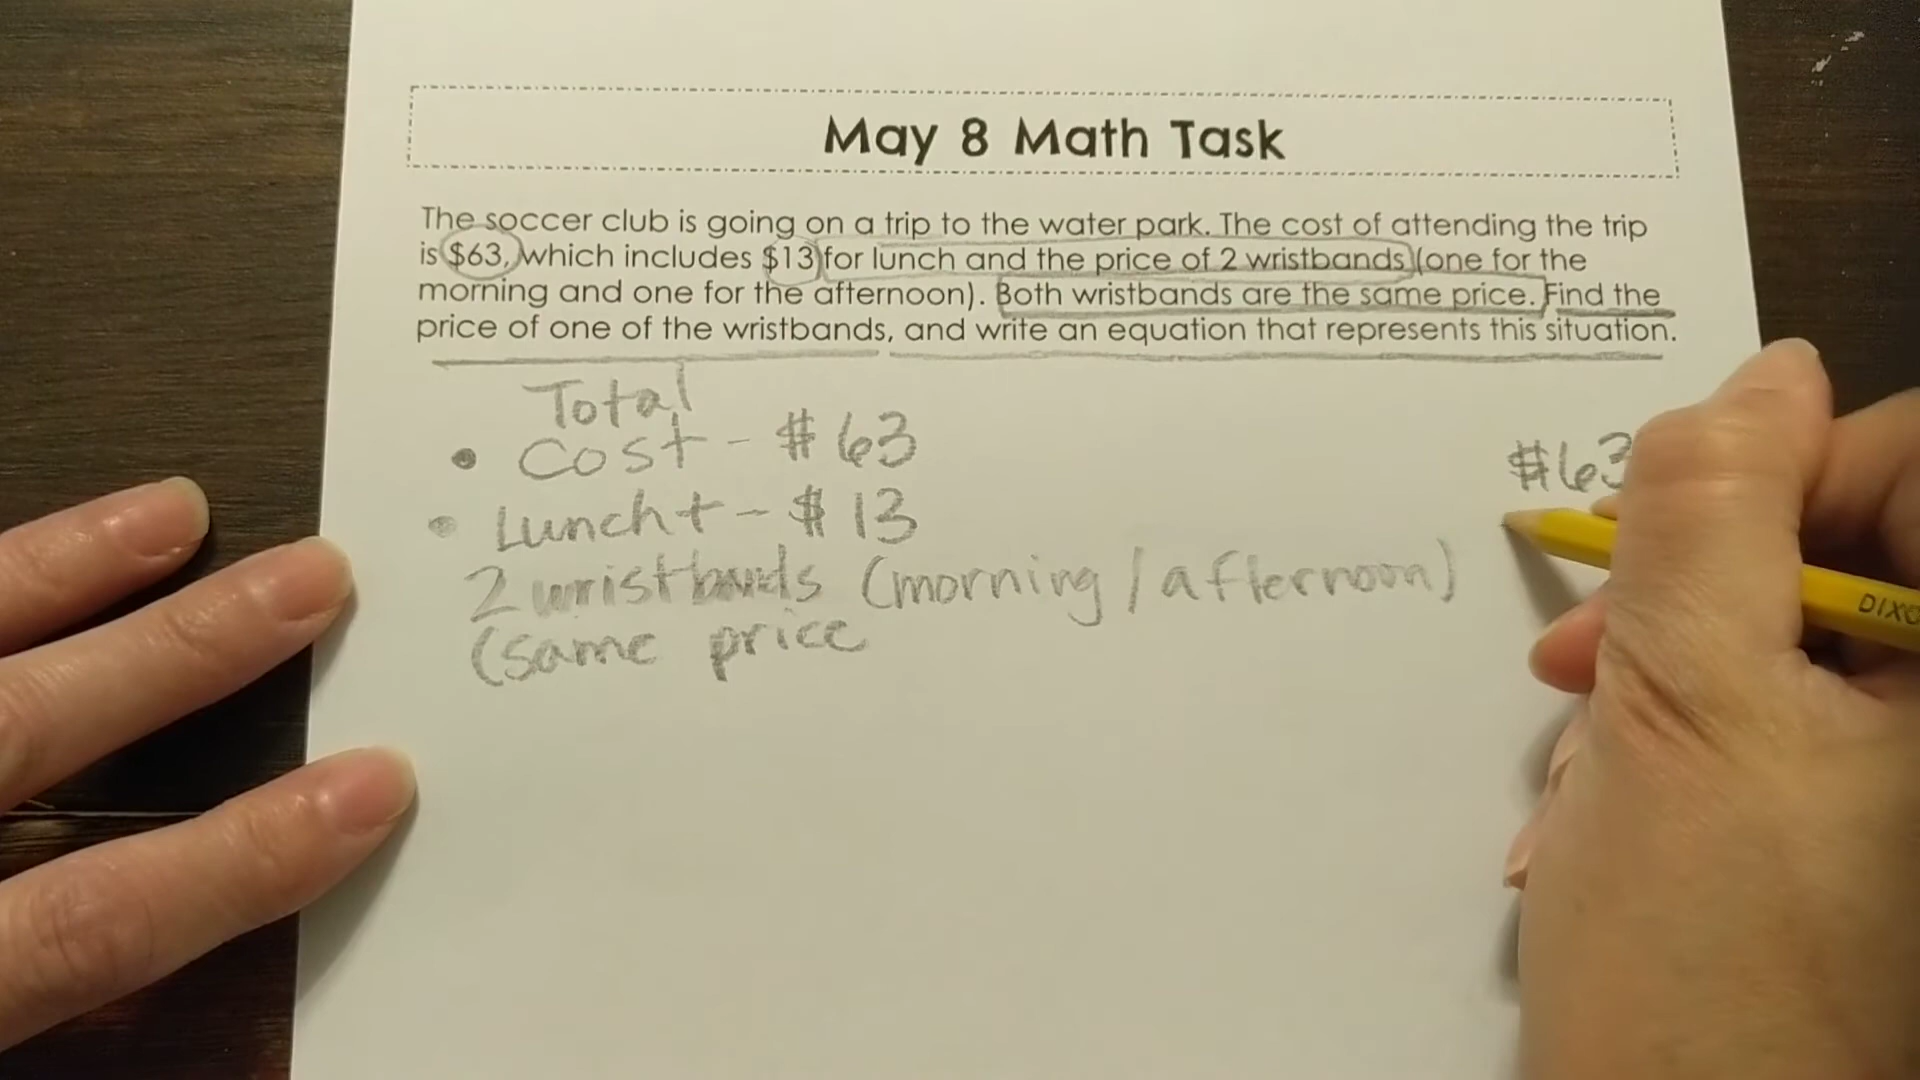 May 8 Math Task
The soccer club is going on a trip to the water park. The cost of attending the trip
is $63, which includes $13 for lunch and the price of 2 wristbands (one for the
morning and one for the afternoon). Both wristbands are the same price. Find the
price of one of the wristbands, and write an equation that represents this situation.
Total
• Cost - $63
• Lunch + - $13
2 wristbands (morning/afternoon)
(same price
$63
DIXO